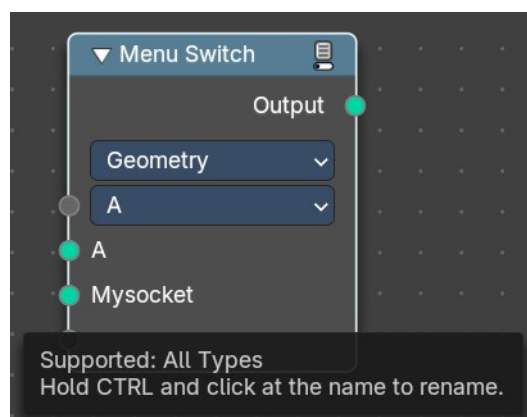 Menu Switch
Output
Geometry
A
A
Mysocket
Supported: All Types
Hold CTRL and click at the name to rename.